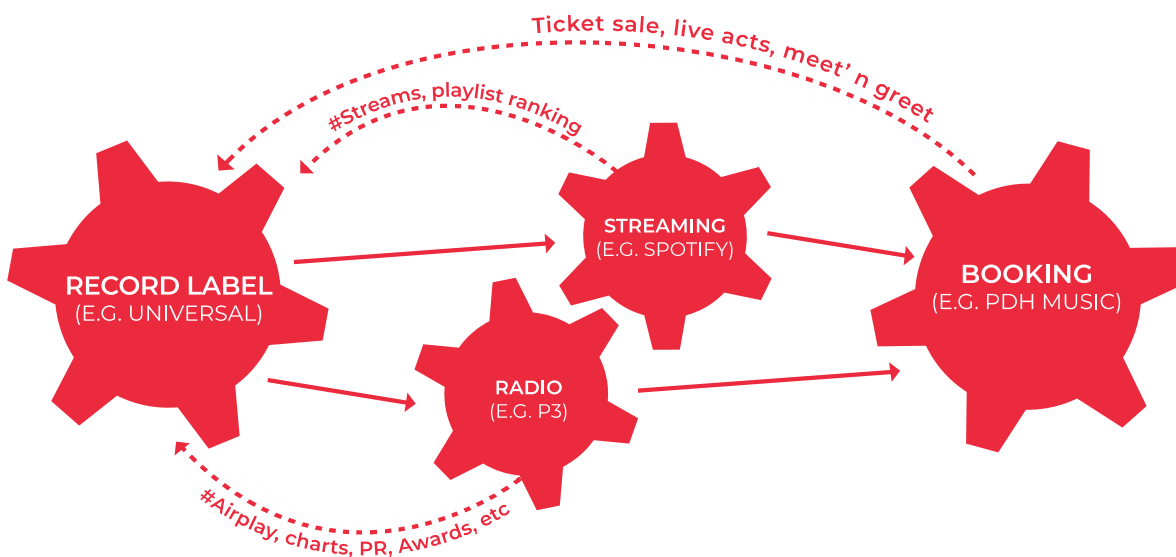 Ticket sale, live acts, meet' n greet
#Streams, playlist ranking
STREAMING
(E.G. SPOTIFY)
RECORD LABEL
(E.G. UNIVERSAL)
BOOKING
(E.G. PDH MUSIC)
RADIO
(E.G. P3)
#Airplay, charts, PR, Awards, etc